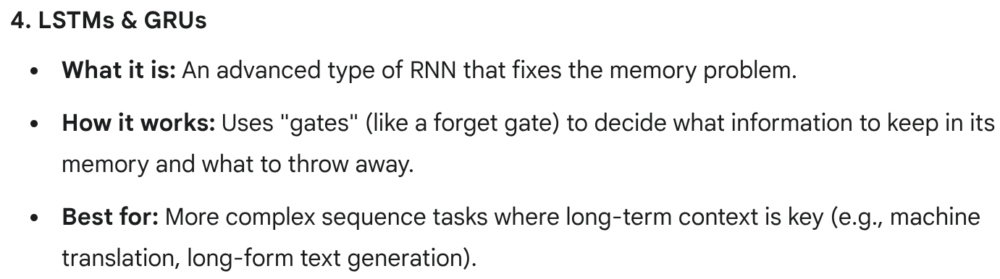 4. LSTMs & GRUs
• What it is: An advanced type of RNN that fixes the memory problem.
• How it works: Uses "gates" (like a forget gate) to decide what information to keep in its
memory and what to throw away.
• Best for: More complex sequence tasks where long-term context is key (e.g., machine
translation, long-form text generation).